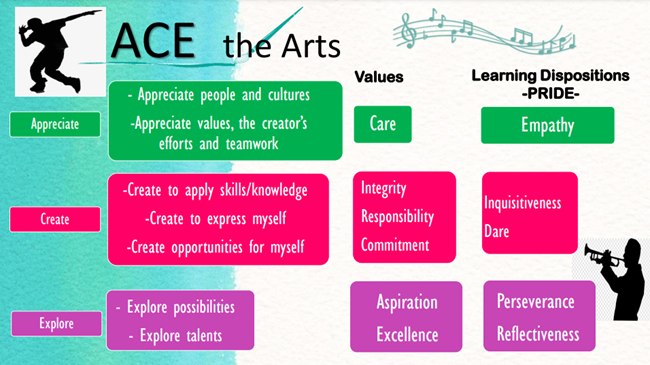 ACE the Arts
Values
Learning Dispositions
-PRIDE-
Appreciate
- Appreciate people and cultures
-Appreciate values, the creator's
efforts and teamwork
Care
Empathy
Create
-Create to apply skills/knowledge
-Create to express myself
-Create opportunities for myself
Integrity
Responsibility
Commitment
Inquisitiveness
Dare
Explore
- Explore possibilities
- Explore talents
Aspiration
Excellence
Perseverance
Reflectiveness